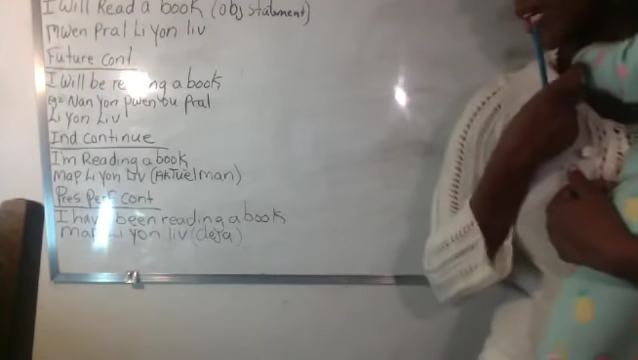 I Will Read a book (obj Statement)
Mwen Pral Li Yon liv
Future Cont
I Will be reading a book
Nan Yon pwen ou Pral
Li Yon Liv
Ind continue
I'm Reading a book
Map Li Yon Liv (Aktuelman)
Pres Perf cont
I have been reading a book
Map Li Yon liv (deja)